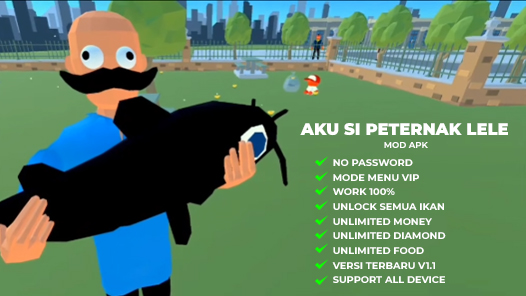 AKU SI PETERNAK LELE
MOD APK
NO PASSWORD
MODE MENU VIP
WORK 100%
UNLOCK SEMUA IKAN
UNLIMITED MONEY
UNLIMITED DIAMOND
UNLIMITED FOOD
VERSI TERBARU V1.1
SUPPORT ALL DEVICE